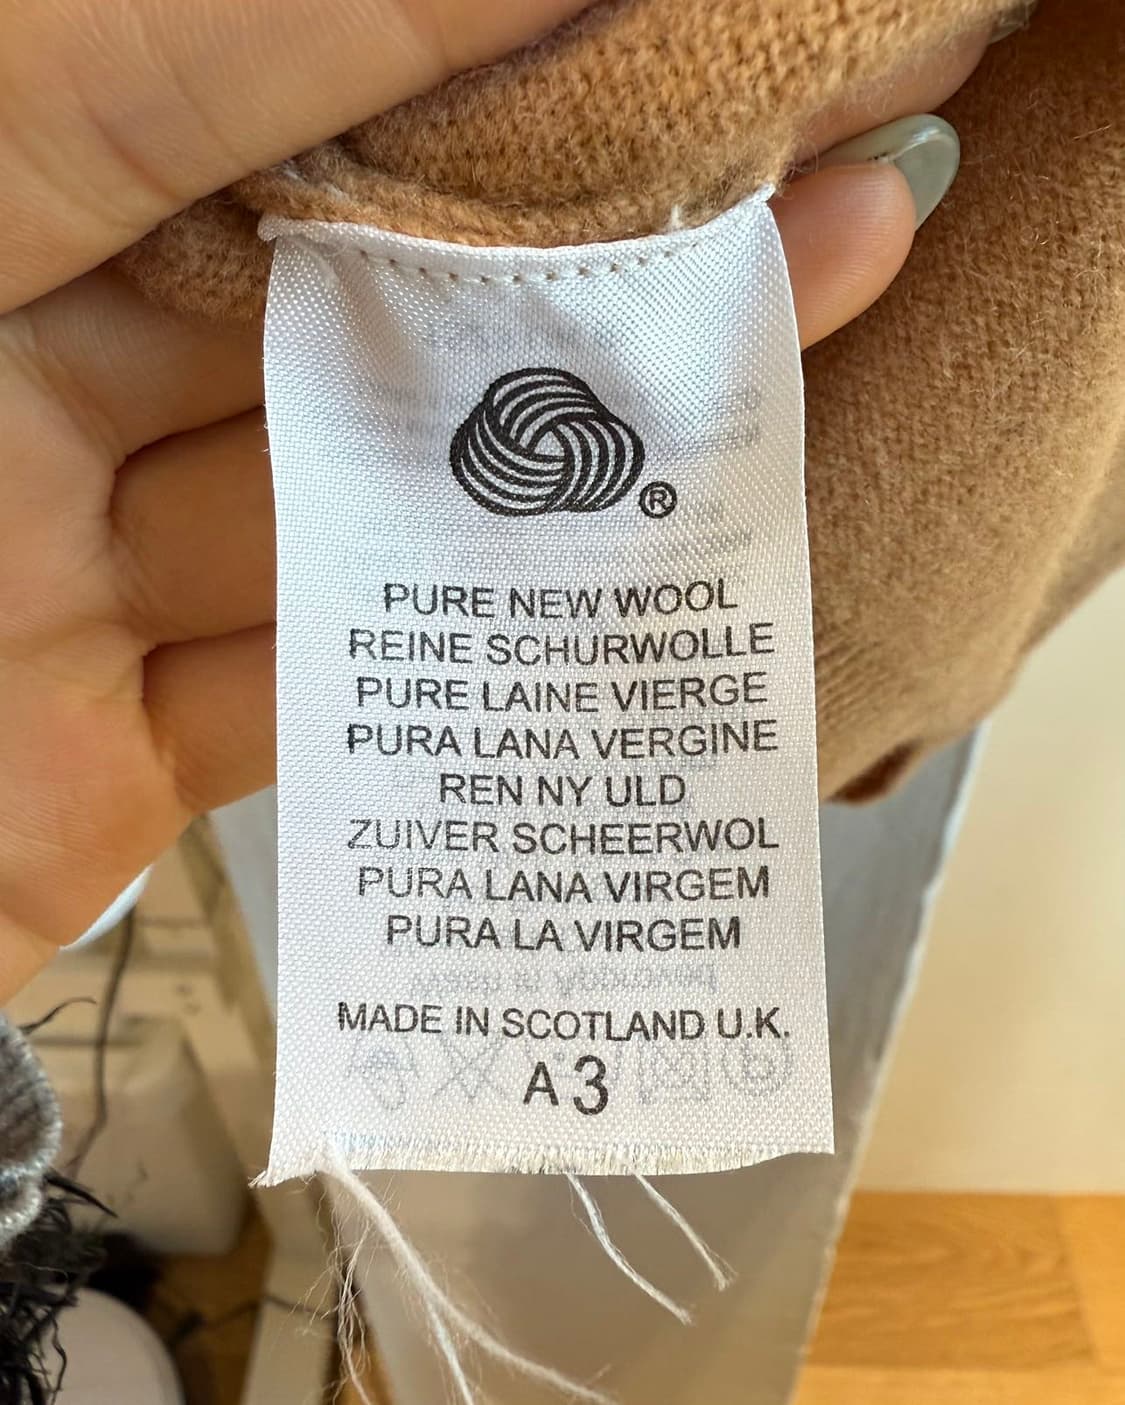 ®
PURE NEW WOOL
REINE SCHURWOLLE
PURE LAINE VIERGE
PURA LANA VERGINE
REN NY ULD
ZUIVER SCHEERWOL
PURA LANA VIRGEM
PURA LA VIRGEM
MADE IN SCOTLAND U.K.
A3